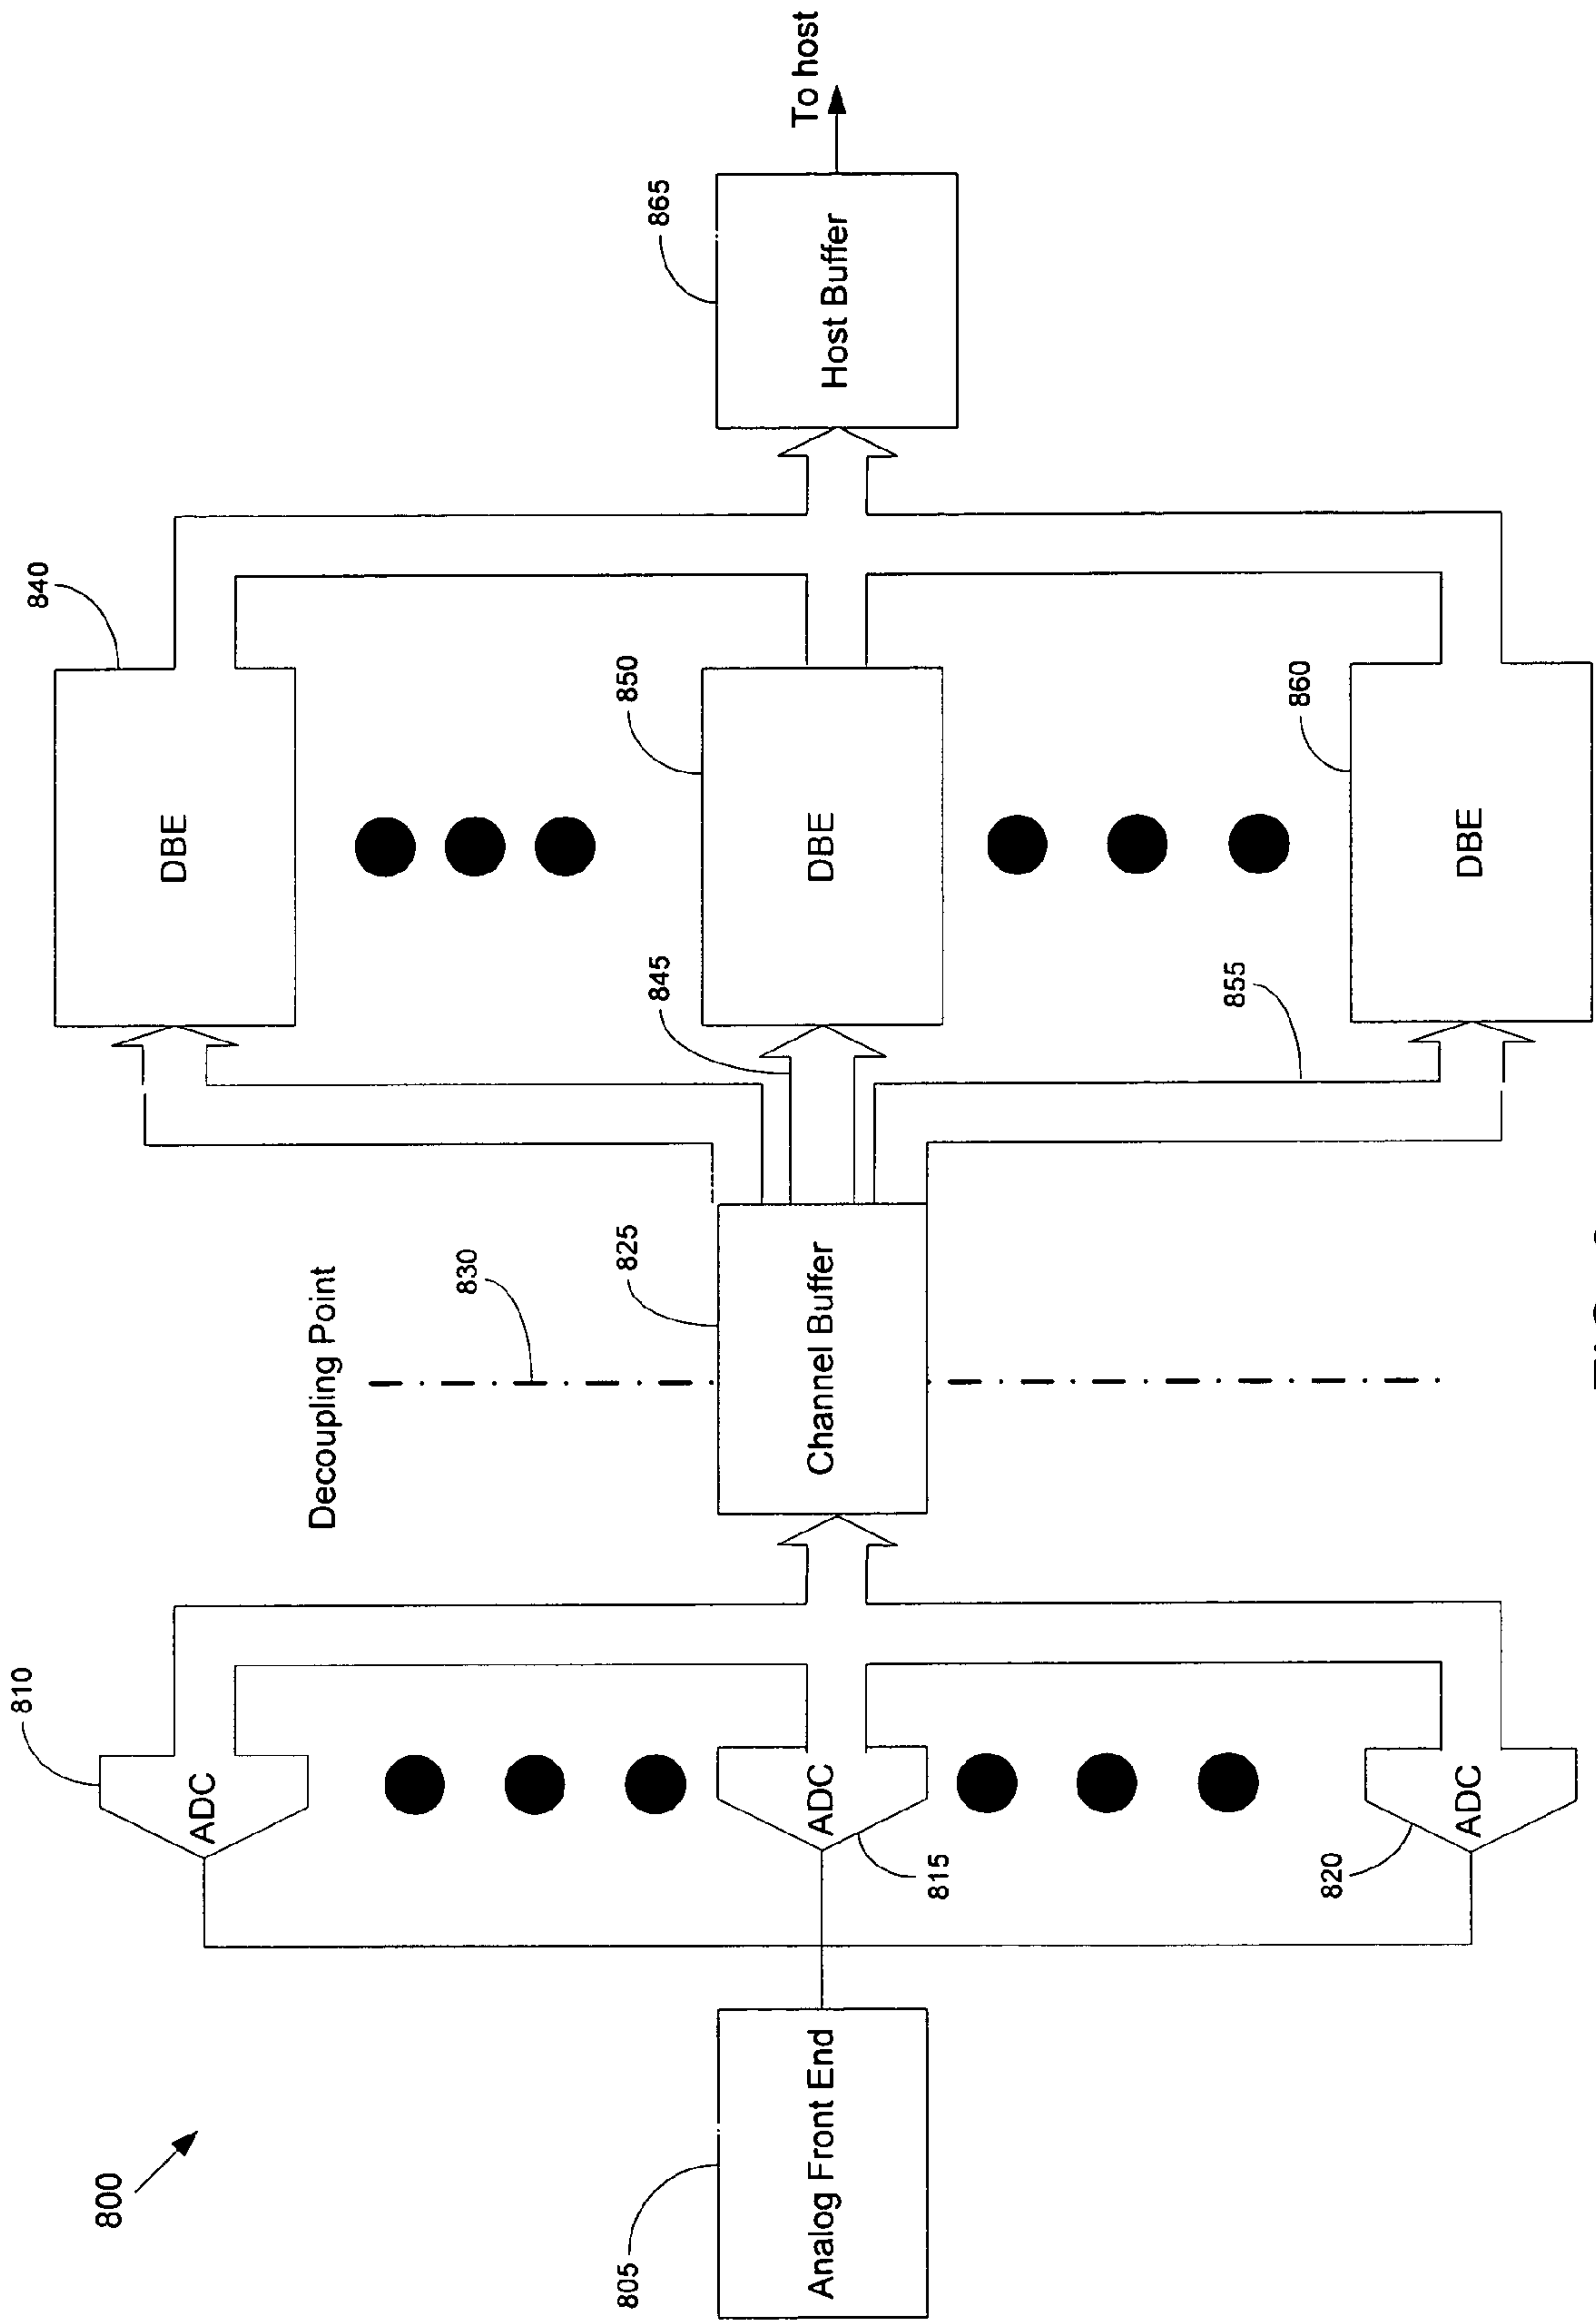 800
805
Analog Front End
810
ADC
ADC
815
820
ADC
Decoupling Point
830
825
Channel Buffer
845
855
840
DBE
850
DBE
860
DBE
865
Host Buffer
To host